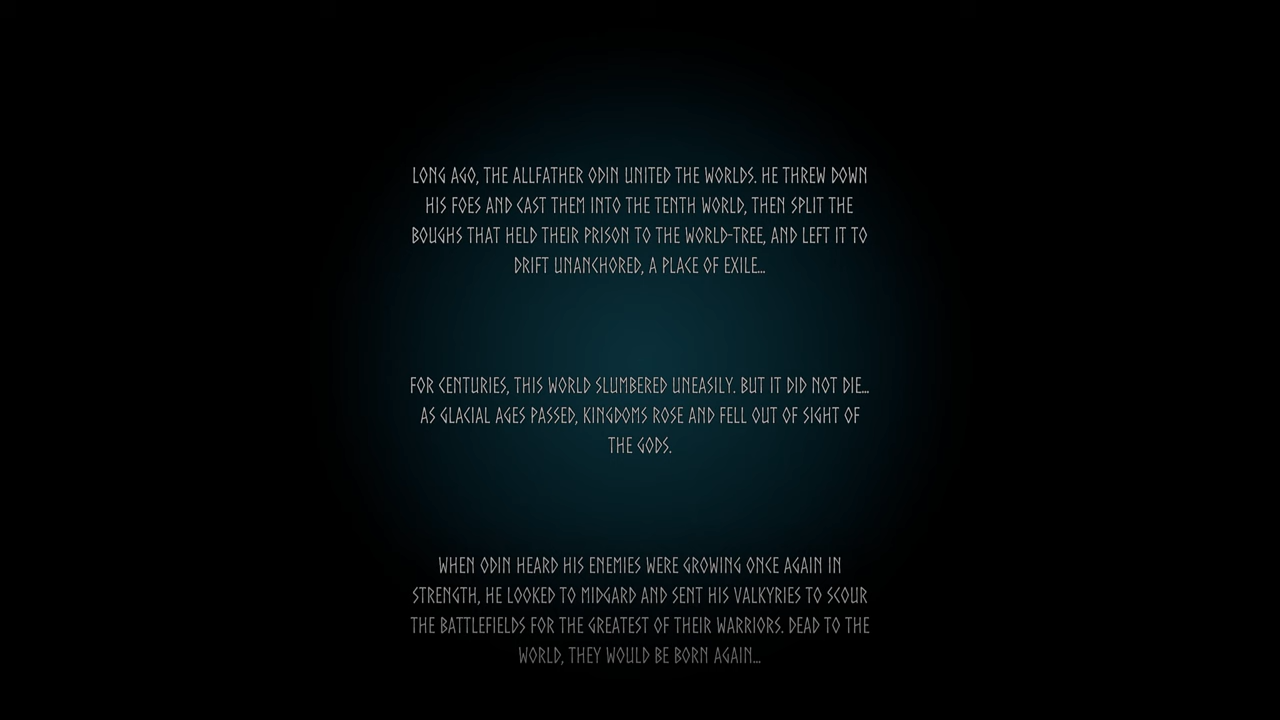 LONG AGO, THE ALLFATHER ODIN UNITED THE WORLDS. HE THREW DOWN
HIS FOES AND CAST THEM INTO THE TENTH WORLD, THEN SPLIT THE
BOUGHS THAT HELD THEIR PRISON TO THE WORLD-TREE, AND LEFT IT TO
DRIFT UNANCHORED, A PLACE OF EXILE...
FOR CENTURIES, THIS WORLD SLUMBERED UNEASILY. BUT IT DID NOT DIE...
AS GLACIAL AGES PASSED, KINGDOMS ROSE AND FELL OUT OF SIGHT OF
THE GODS.
WHEN ODIN HEARD HIS ENEMIES WERE GROWING ONCE AGAIN IN
STRENGTH, HE LOOKED TO MIDGARD AND SENT HIS VALKYRIES TO SCOUR
THE BATTLEFIELDS FOR THE GREATEST OF THEIR WARRIORS. DEAD TO THE
WORLD, THEY WOULD BE BORN AGAIN...